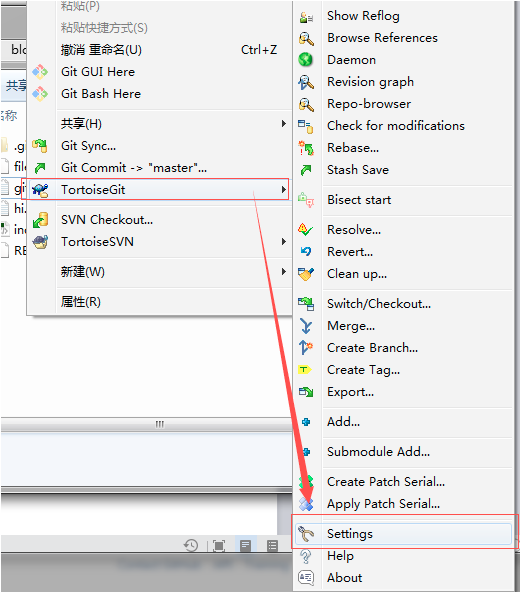 粘贴(P)
粘贴快捷方式(S)
撤消 重命名(U) Ctrl+Z
Git GUI Here
Git Bash Here
共享(H)
Git Sync...
Git Commit -> "master"...
TortoiseGit
SVN Checkout...
TortoiseSVN
新建(W)
属性(R)
Show Reflog
Browse References
Daemon
Revision graph
Repo-browser
Check for modifications
Rebase...
Stash Save
Bisect start
Resolve...
Revert...
Clean up...
Switch/Checkout...
Merge...
Create Branch...
Create Tag...
Export...
Add...
Submodule Add...
Create Patch Serial...
Apply Patch Serial...
Settings
Help
About
共享
名称
.g
file
git
hi.
RE